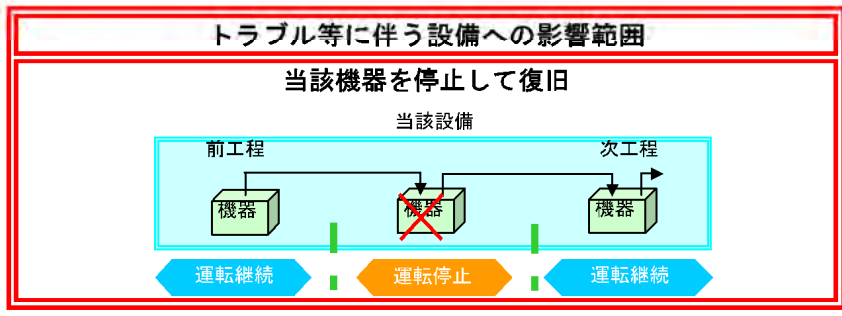 トラブル等に伴う設備への影響範囲
当該機器を停止して復旧
当該設備
前工程
次工程
機器
機器
機器
運転継続
運転停止
運転継続